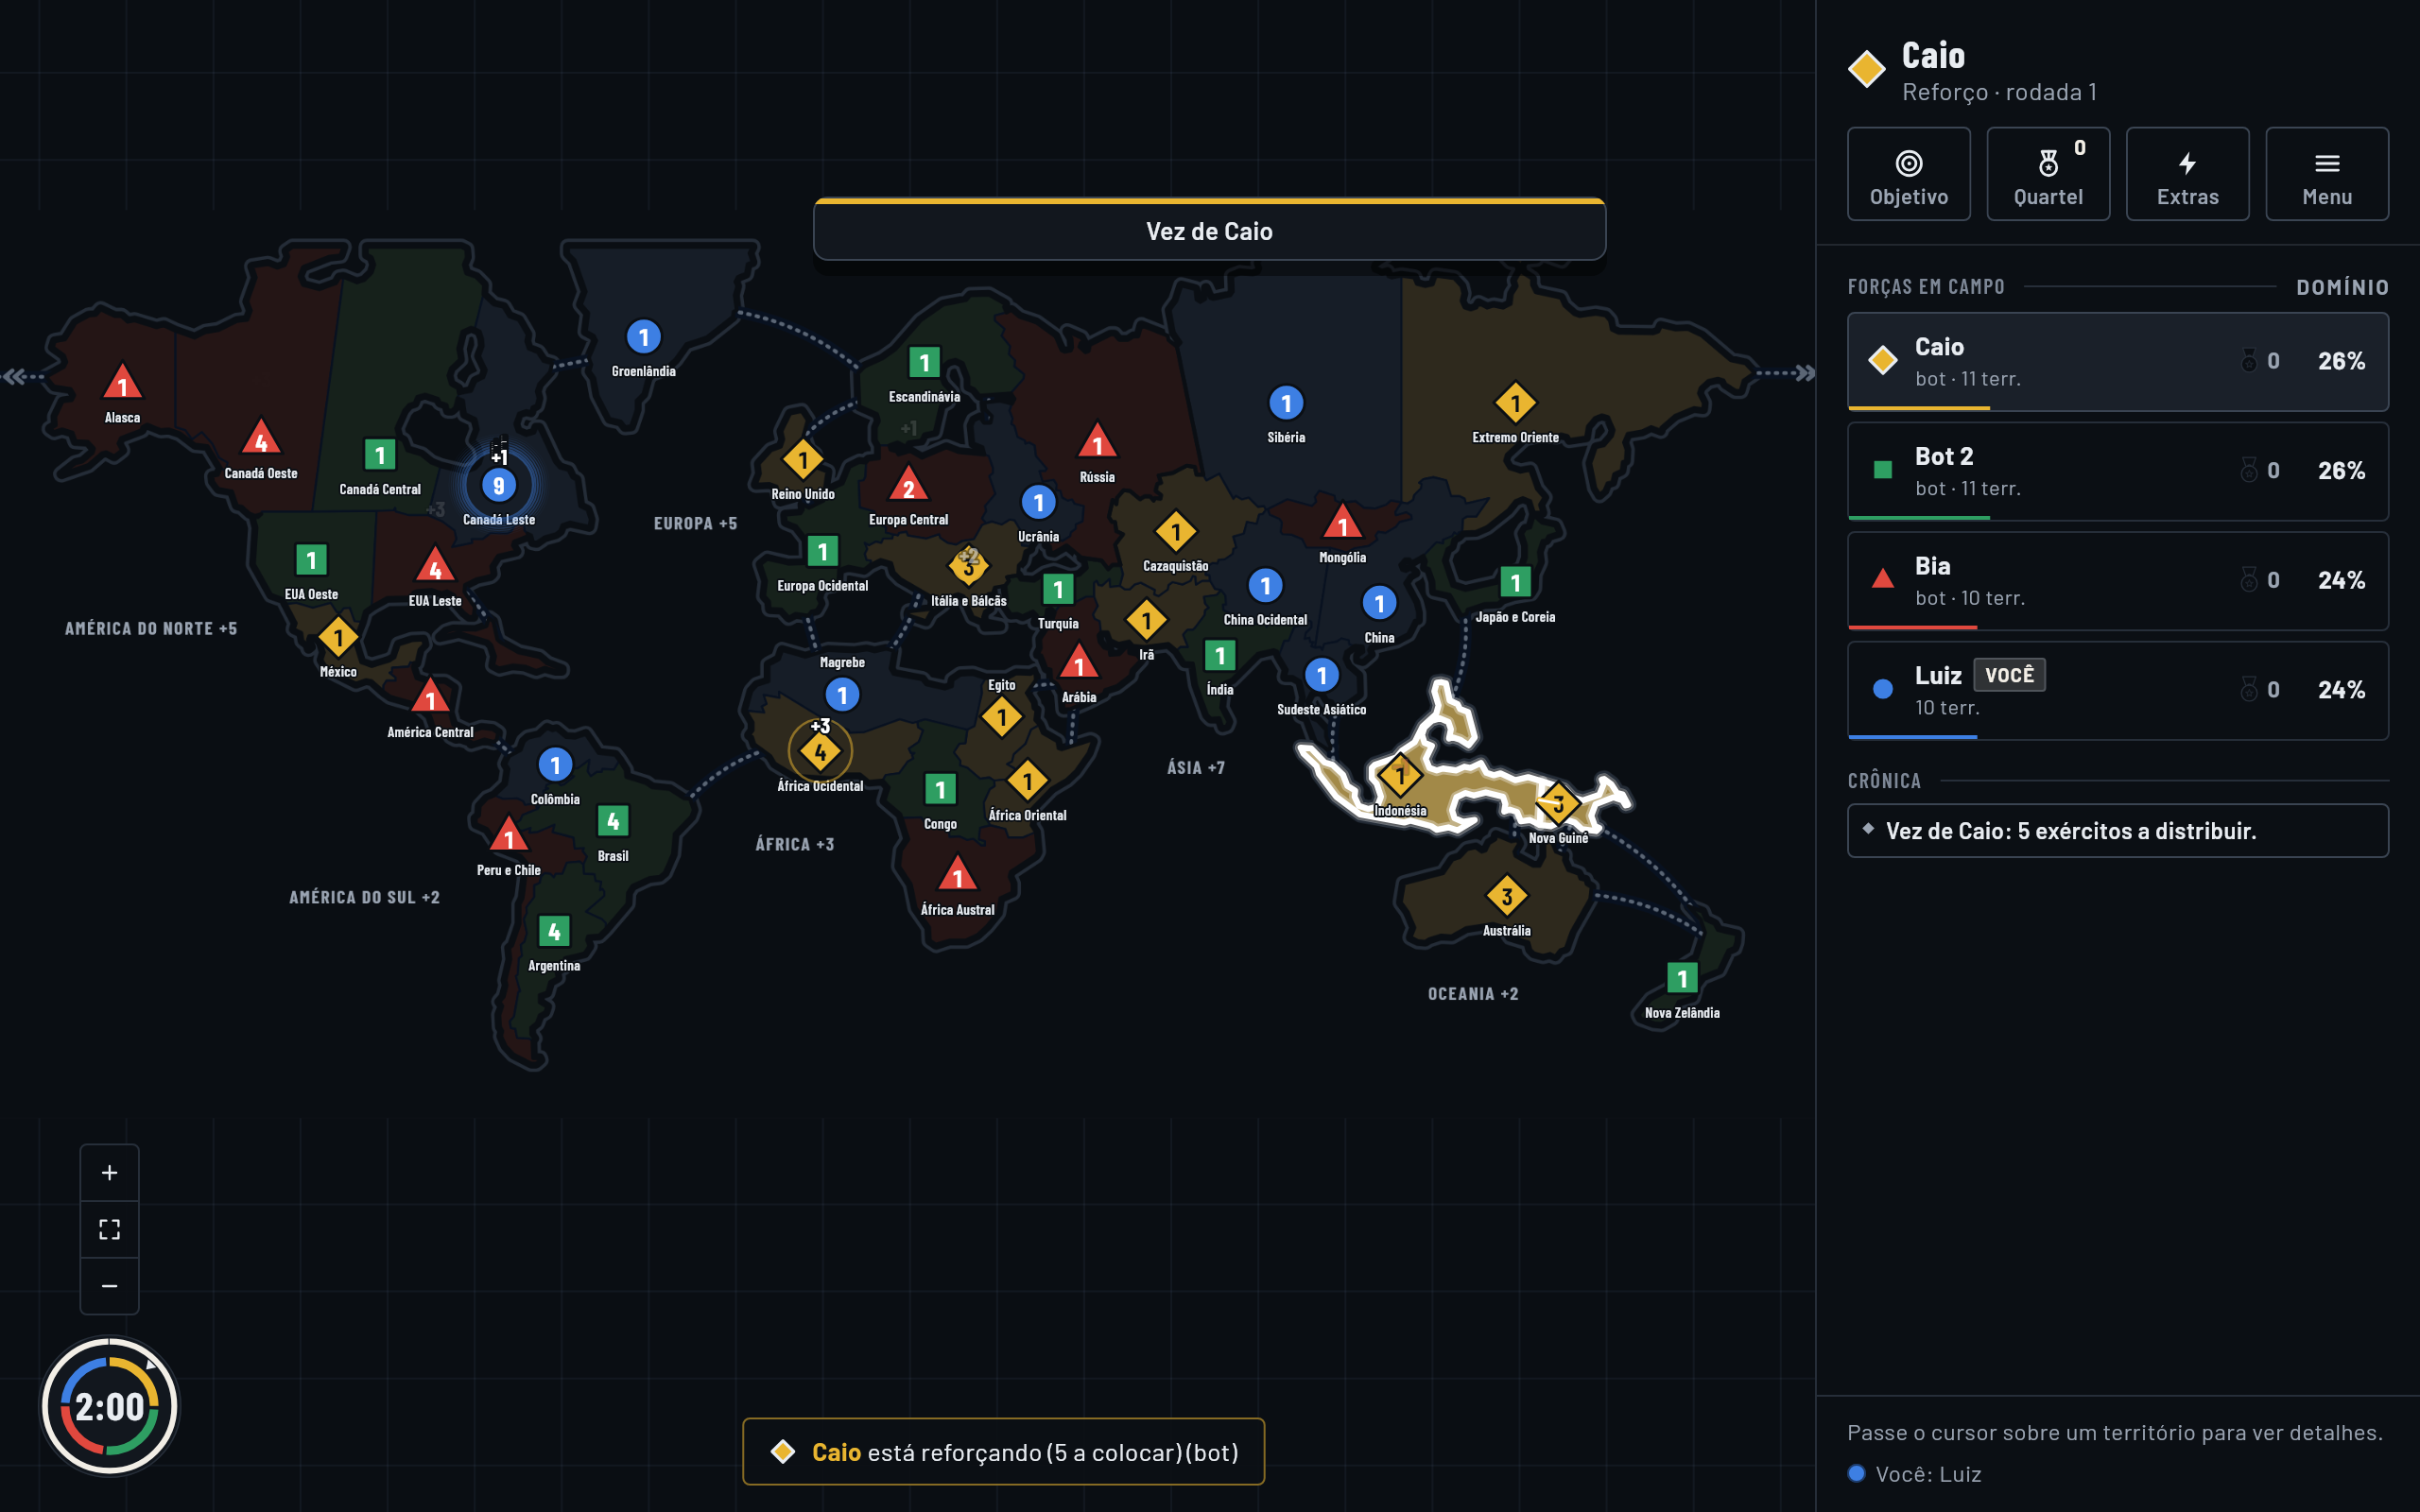 Vez de Caio
1
Groenlândia
1
Escandinávia
+1
1
Alasca
4
Canadá Oeste
1
Canadá Central
+1
9
Canadá Leste
+3
1
Reino Unido
2
Europa Central
1
Rússia
1
Sibéria
1
Extremo Oriente
EUROPA +5
1
Ucrânia
1
Cazaquistão
1
Mongólia
1
EUA Oeste
4
EUA Leste
1
Europa Ocidental
+2
3
Itália e Bálcãs
1
Turquia
1
Irã
1
China Ocidental
1
China
1
Japão e Coreia
AMÉRICA DO NORTE +5
1
México
1
América Central
Magrebe
1
Egito
1
1
Arábia
1
Índia
1
Sudeste Asiático
+3
4
África Ocidental
ÁSIA +7
1
Colômbia
4
Brasil
1
Peru e Chile
1
Congo
1
África Oriental
1
Indonésia
3
Nova Guiné
ÁFRICA +3
AMÉRICA DO SUL +2
4
Argentina
1
África Austral
3
Austrália
OCEANIA +2
1
Nova Zelândia
+
−
2:00
Caio está reforçando (5 a colocar) (bot)
Caio
Reforço · rodada 1
Objetivo
0
Quartel
Extras
Menu
FORÇAS EM CAMPO DOMÍNIO
Caio
bot · 11 terr.
0 26%
Bot 2
bot · 11 terr.
0 26%
Bia
bot · 10 terr.
0 24%
Luiz VOCÊ
10 terr.
0 24%
CRÔNICA
Vez de Caio: 5 exércitos a distribuir.
Passe o cursor sobre um território para ver detalhes.
Você: Luiz